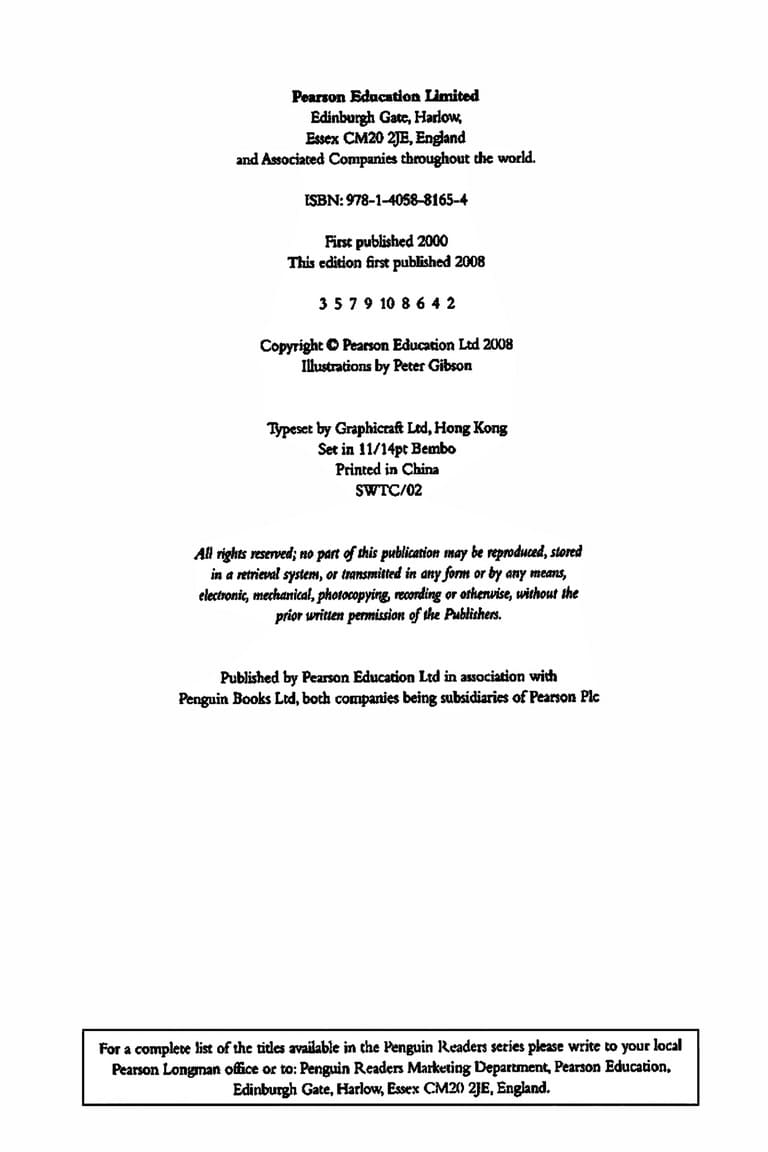 Pearson Education Limited
Edinburgh Gate, Harlow,
Essex CM20 2JE, England
and Associated Companies throughout the world.
ISBN: 978-1-4058-8165-4
First published 2000
This edition first published 2008
3 5 7 9 10 8 6 4 2
Copyright © Pearson Education Ltd 2008
Illustrations by Peter Gibson
Typeset by Graphicraft Ltd, Hong Kong
Set in 11/14pt Bembo
Printed in China
SWTC/02
All rights reserved; no part of this publication may be reproduced, stored
in a retrieval system, or transmitted in any form or by any means,
electronic, mechanical, photocopying, recording or otherwise, without the
prior written permission of the Publishers.
Published by Pearson Education Ltd in association with
Penguin Books Ltd, both companies being subsidiaries of Pearson Plc
For a complete list of the titles available in the Penguin Readers series please write to your local
Pearson Longman office or to: Penguin Readers Marketing Department, Pearson Education,
Edinburgh Gate, Harlow, Essex CM20 2JE, England.